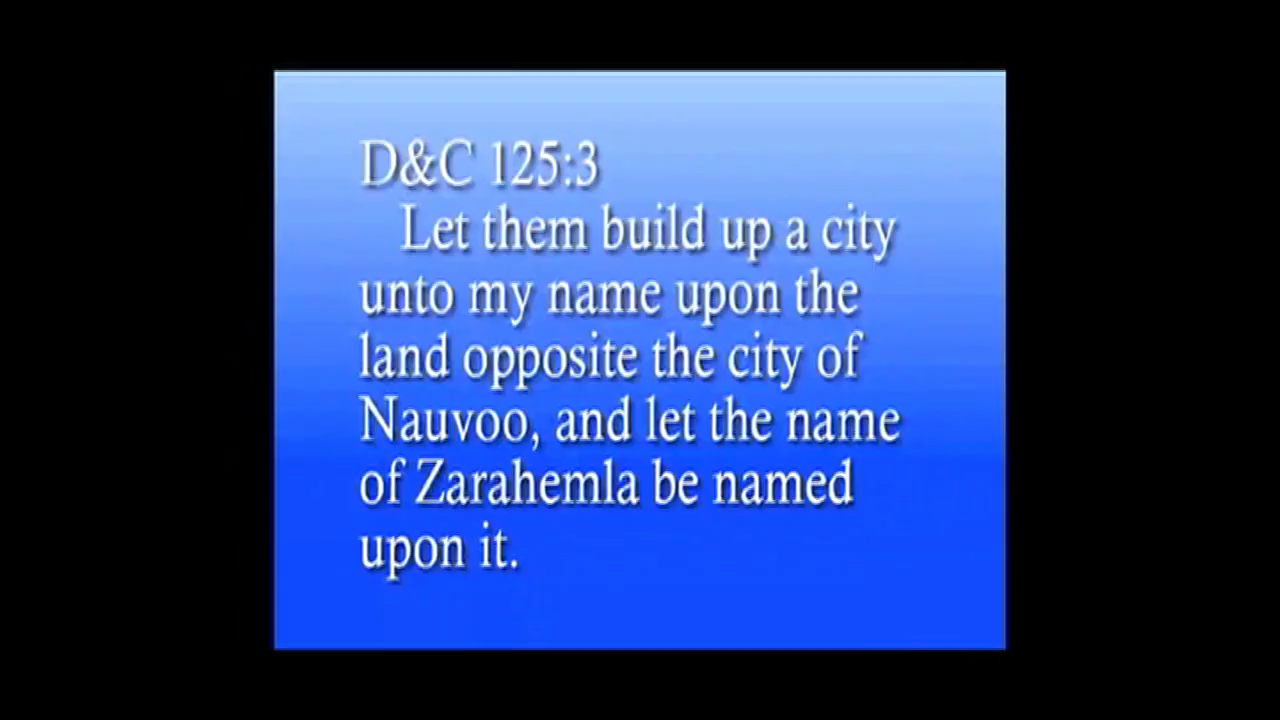 D&C 125:3
Let them build up a city
unto my name upon the
land opposite the city of
Nauvoo, and let the name
of Zarahemla be named
upon it.